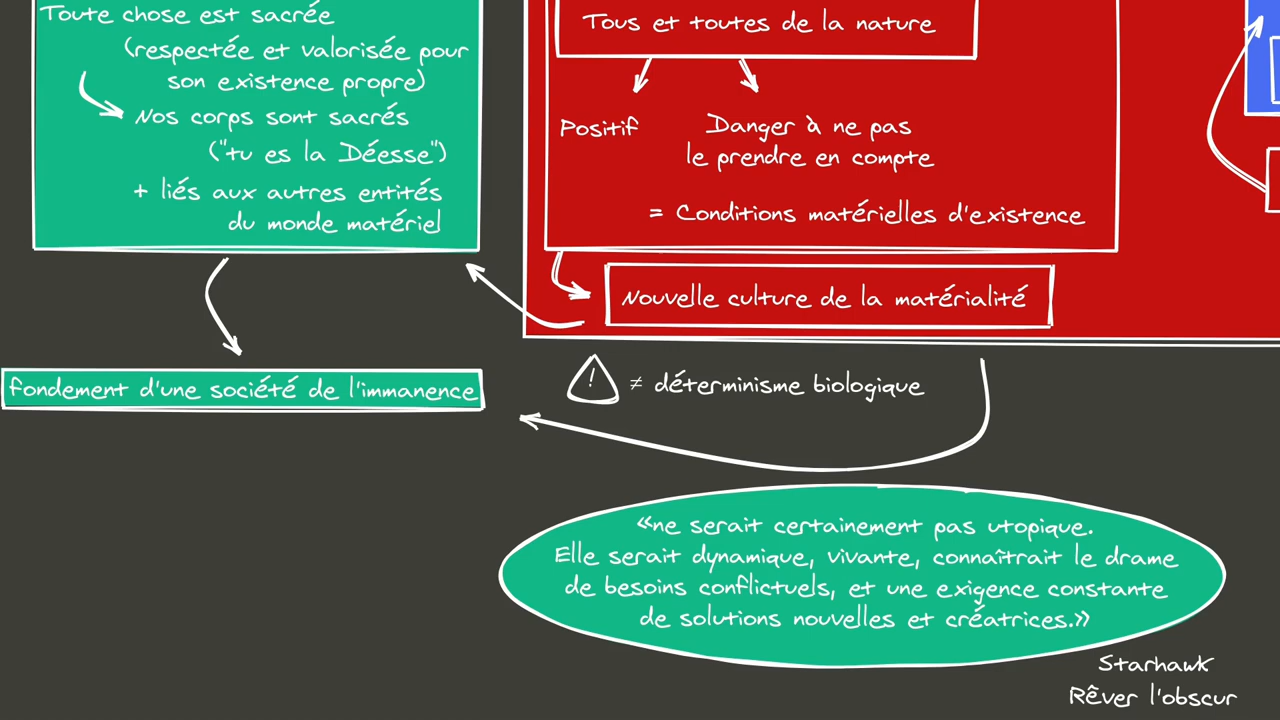 Toute chose est sacrée
(respectée et valorisée pour
son existence propre)
Nos corps sont sacrés
("tu es la Déesse")
+ liés aux autres entités
du monde matériel
fondement d'une société de l'immanence
Tous et toutes de la nature
Positif
Danger à ne pas
le prendre en compte
= Conditions matérielles d'existence
Nouvelle culture de la matérialité
! ≠ déterminisme biologique
«ne serait certainement pas utopique.
Elle serait dynamique, vivante, connaîtrait le drame
de besoins conflictuels, et une exigence constante
de solutions nouvelles et créatrices.»
Starhawk
Rêver l'obscur